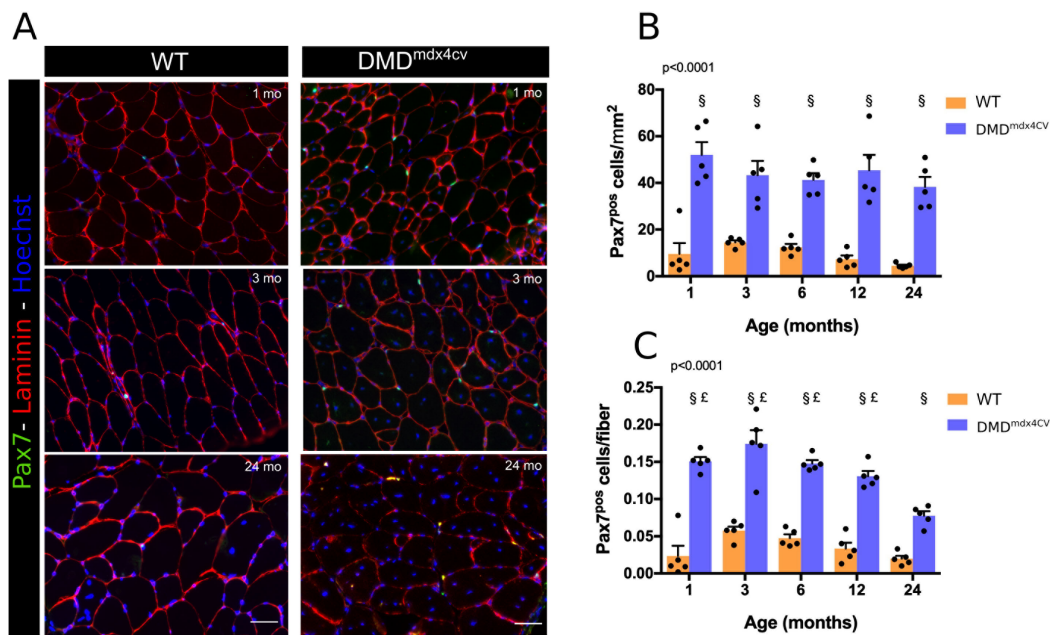 A
WT
DMDmdx4cv
Pax7- Laminin - Hoechst
1 mo
1 mo
3 mo
3 mo
24 mo
24 mo
B
p<0.0001
Pax7pos cells/mm2
80
60
40
20
0
§ § § § §
WT
DMDmdx4CV
1 3 6 12 24
Age (months)
C
p<0.0001
Pax7pos cells/fiber
0.25
0.20
0.15
0.10
0.05
0.00
§ £ § £ § £ § £ §
WT
DMDmdx4CV
1 3 6 12 24
Age (months)